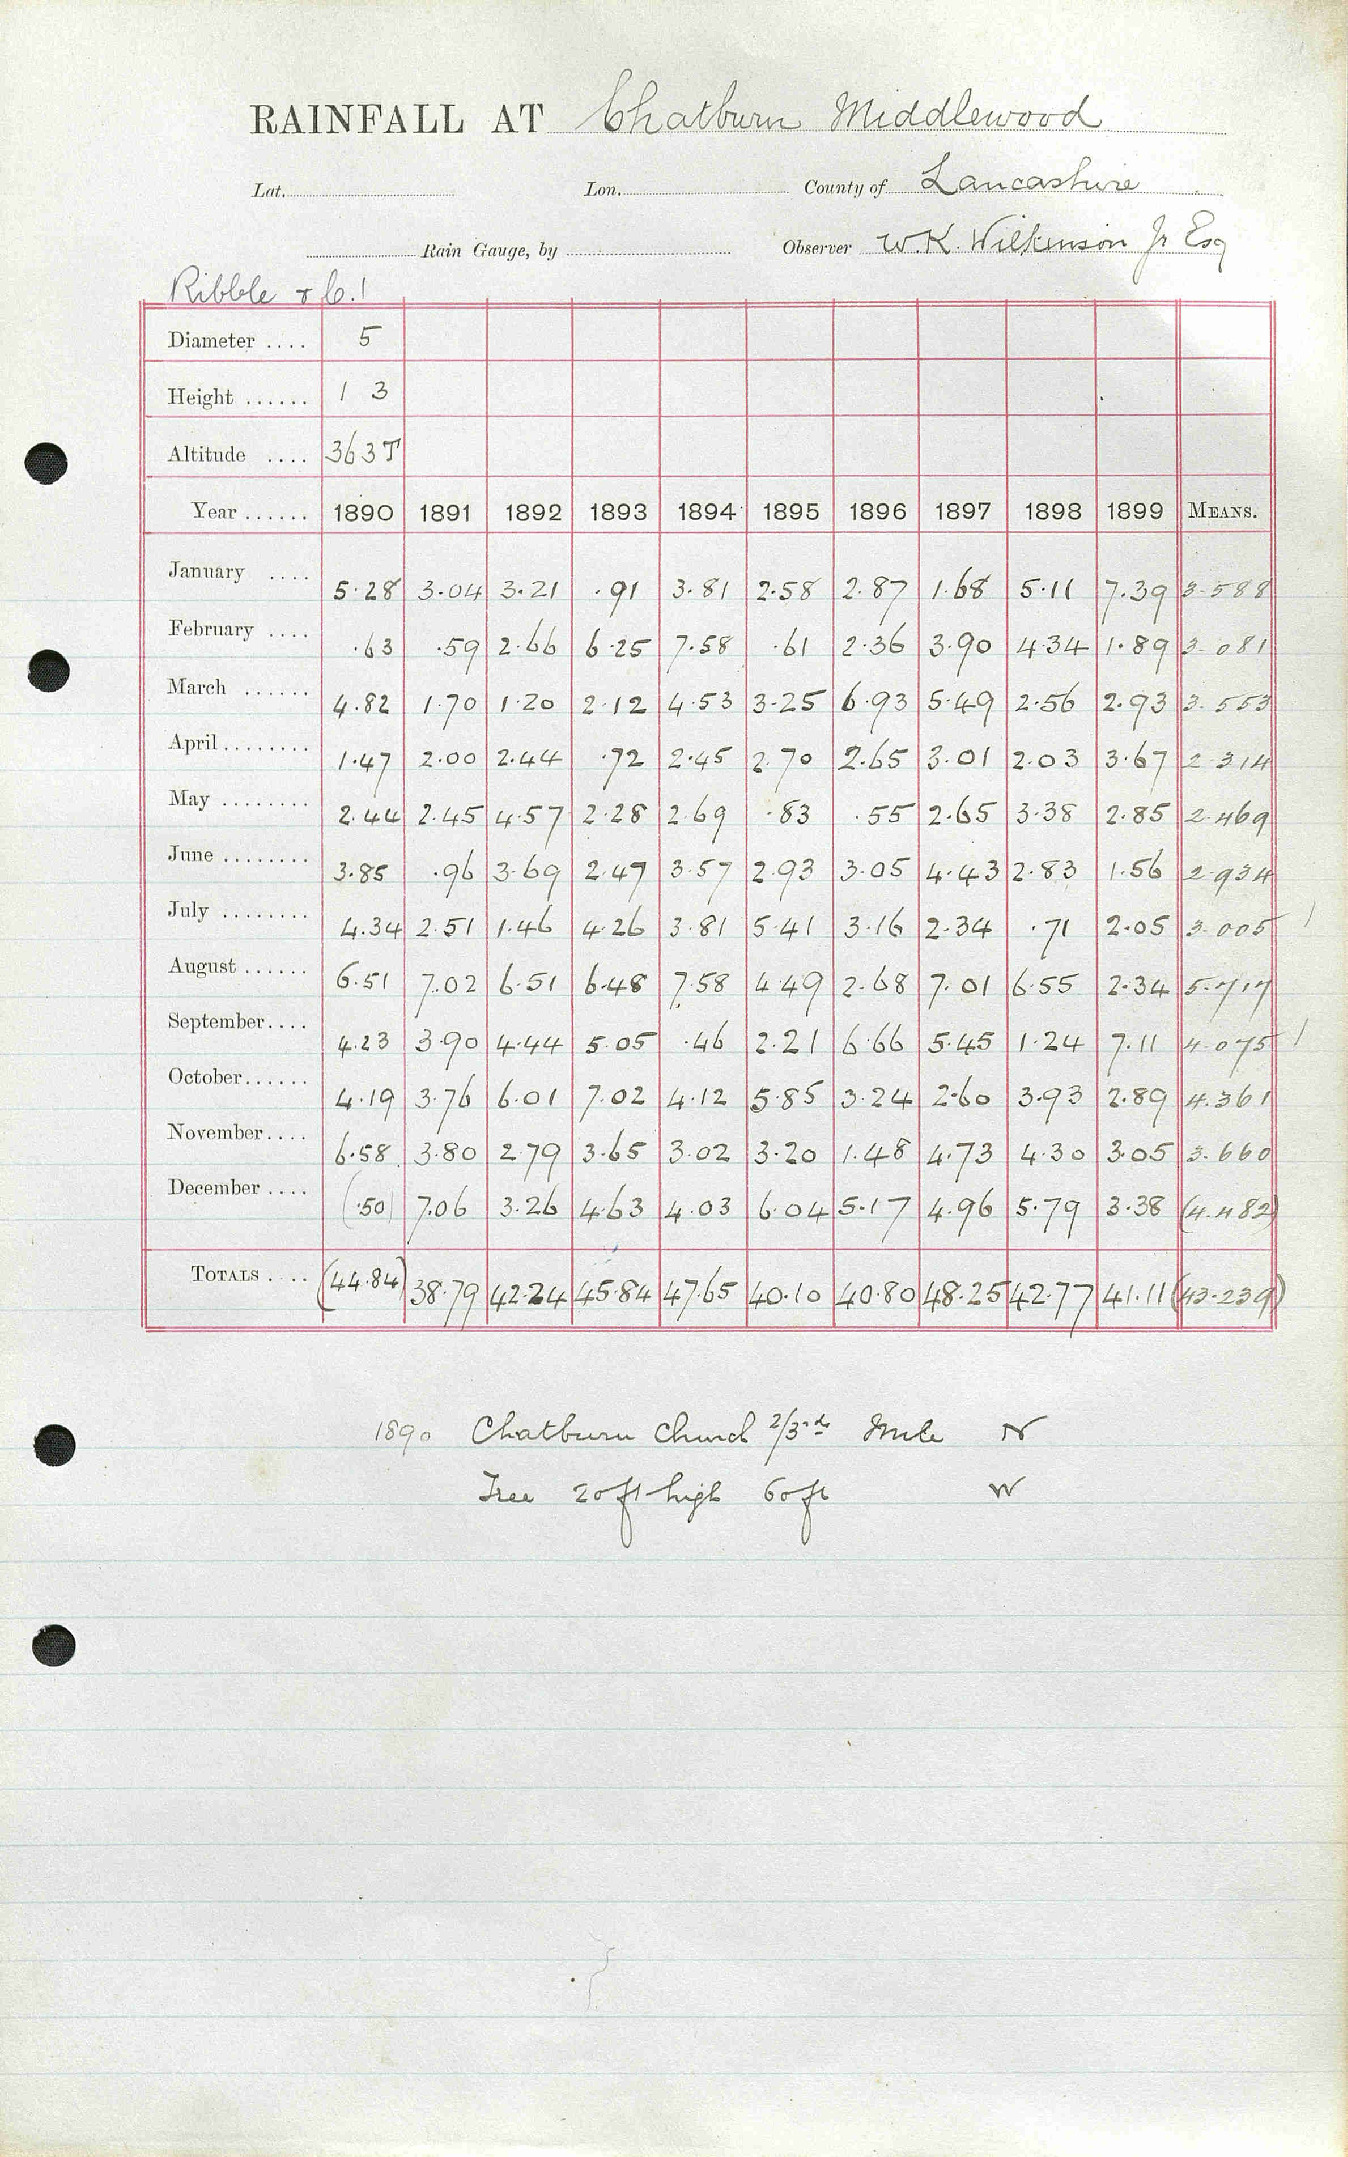 RAINFALL AT Chatburn Middlewood
Lat. Lon. County of Lancashire
Rain Gauge, by Observer W.K. Wilkinson Jr Esq
Ribble &
Diameter .... 5
Height ...... 1 3
Altitude .... 363T
Year ...... 1890 1891 1892 1893 1894 1895 1896 1897 1898 1899 MEANS.
January .... 5.28 3.04 3.21 .91 3.81 2.58 2.87 1.68 5.11 7.39 3.588
February .... .63 .59 2.66 6.25 7.58 .61 2.36 3.90 4.34 1.89 3.081
March ...... 4.82 1.70 1.20 2.12 4.53 3.25 6.93 5.49 2.56 2.93 3.553
April ........ 1.47 2.00 2.44 .72 2.45 2.70 2.65 3.01 2.03 3.67 2.314
May ........ 2.44 2.45 4.57 2.28 2.69 .83 .55 2.65 3.38 2.85 2.469
June ........ 3.85 .96 3.69 2.47 3.57 2.93 3.05 4.43 2.83 1.56 2.934
July ........ 4.34 2.51 1.46 4.26 3.81 5.41 3.16 2.34 .71 2.05 3.005 /
August ...... 6.51 7.02 6.51 6.48 7.58 4.49 2.68 7.01 6.55 2.34 5.717
September .... 4.23 3.90 4.44 5.05 .46 2.21 6.66 5.45 1.24 7.11 4.075 /
October ...... 4.19 3.76 6.01 7.02 4.12 5.85 3.24 2.60 3.93 2.89 4.361
November .... 6.58 3.80 2.79 3.65 3.02 3.20 1.48 4.73 4.30 3.05 3.660
December .... (.50) 7.06 3.26 4.63 4.03 6.04 5.17 4.96 5.79 3.38 (4.482)
TOTALS .... (44.84) 38.79 42.24 45.84 47.65 40.10 40.80 48.25 42.77 41.11 (43.239)
1890 Chatburn Church 2/3rds Mile N
Tree 20ft high 60ft W